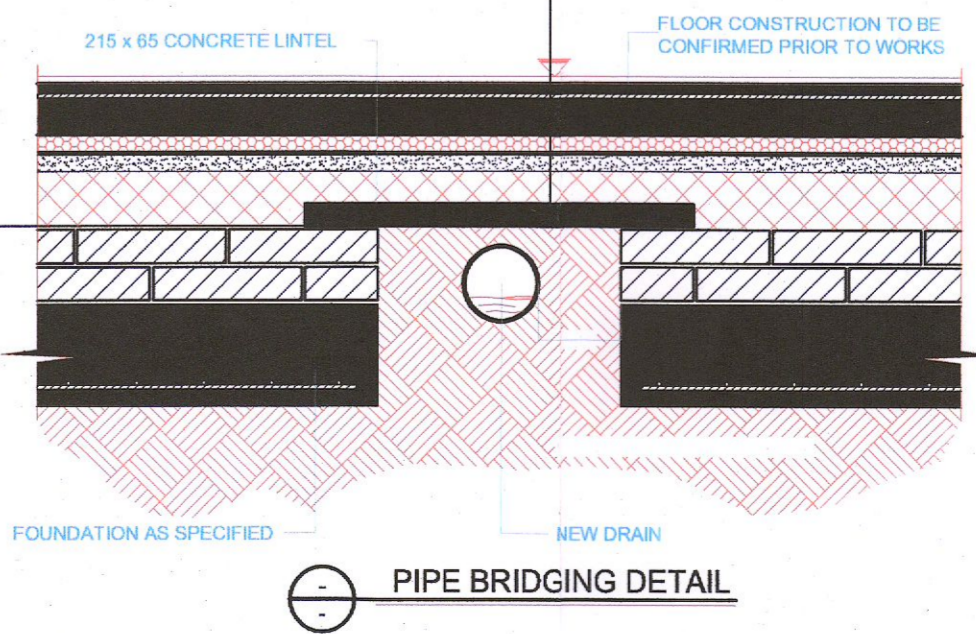 215 x 65 CONCRETE LINTEL
FLOOR CONSTRUCTION TO BE
CONFIRMED PRIOR TO WORKS
FOUNDATION AS SPECIFIED
NEW DRAIN
-
-
PIPE BRIDGING DETAIL